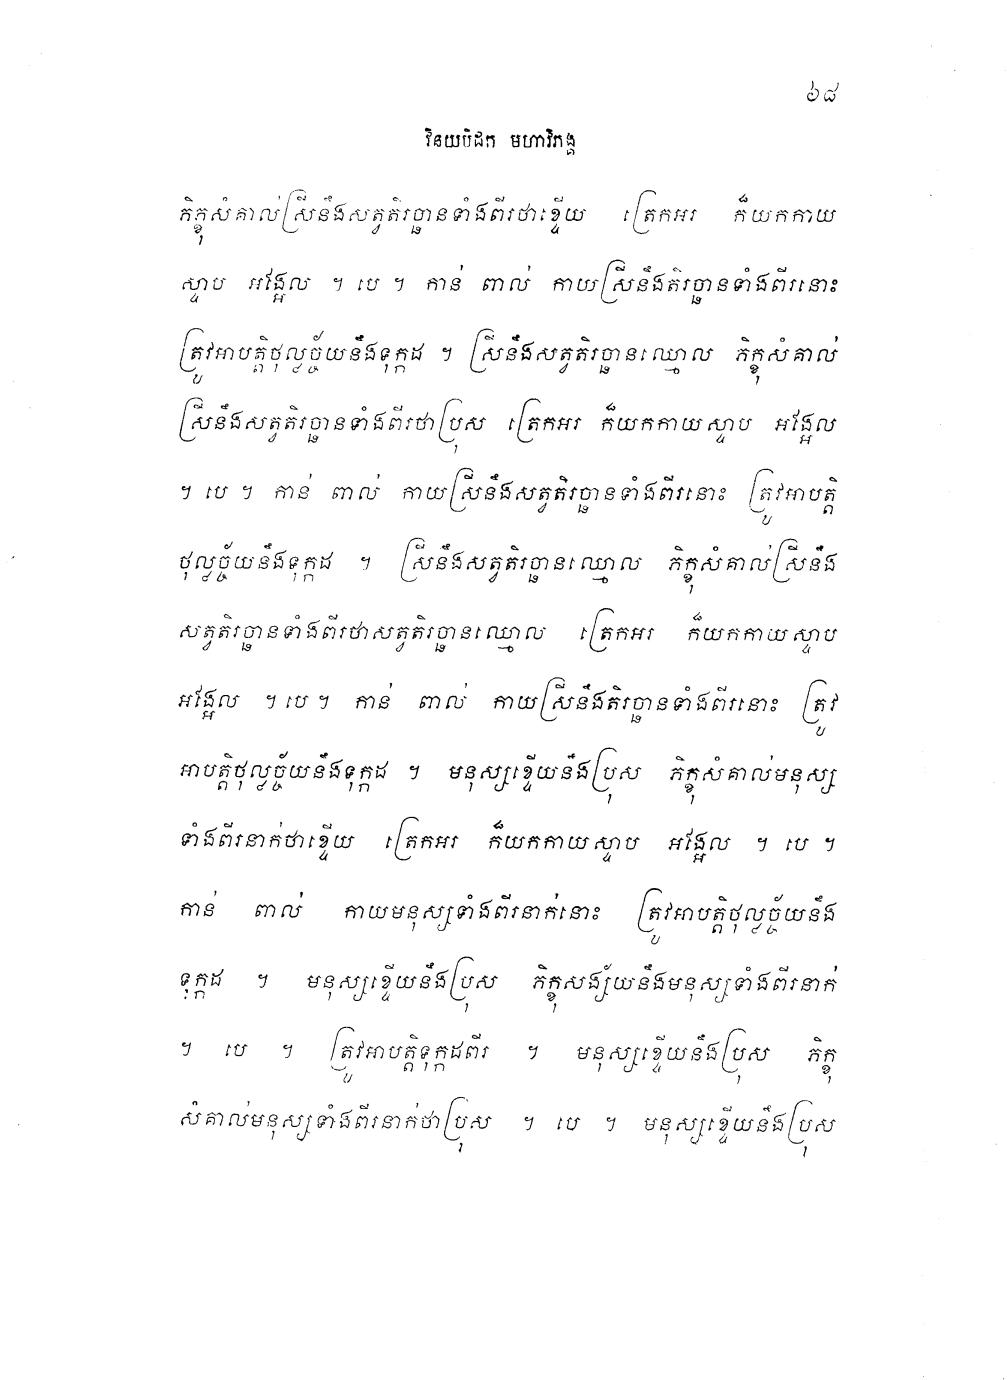 ៦៨
វិនយបិដក មហាវិភង្គ
ភិក្ខុសំគាល់ស្រីនឹងសត្វតិរច្ឆានទាំងពីរថាខ្ទើយ ត្រេកអរ ក៏យកកាយ
ស្ទាប អង្អែល ។ បេ ។ កាន់ ពាល់ កាយស្រីនឹងតិរច្ឆានទាំងពីរនោះ
ត្រូវអាបត្តិថុល្លច្ច័យនឹងទុក្កដ ។ ស្រីនឹងសត្វតិរច្ឆានឈ្មោល ភិក្ខុសំគាល់
ស្រីនឹងសត្វតិរច្ឆានទាំងពីរថាប្រុស ត្រេកអរ ក៏យកកាយស្ទាប អង្អែល
។ បេ ។ កាន់ ពាល់ កាយស្រីនឹងសត្វតិរច្ឆានទាំងពីរនោះ ត្រូវអាបត្តិ
ថុល្លច្ច័យនឹងទុក្កដ ។ ស្រីនឹងសត្វតិរច្ឆានឈ្មោល ភិក្ខុសំគាល់ស្រីនឹង
សត្វតិរច្ឆានទាំងពីរថាសត្វតិរច្ឆានឈ្មោល ត្រេកអរ ក៏យកកាយស្ទាប
អង្អែល ។ បេ ។ កាន់ ពាល់ កាយស្រីនឹងតិរច្ឆានទាំងពីរនោះ ត្រូវ
អាបត្តិថុល្លច្ច័យនឹងទុក្កដ ។ មនុស្សខ្ទើយនឹងប្រុស ភិក្ខុសំគាល់មនុស្ស
ទាំងពីរនាក់ថាខ្ទើយ ត្រេកអរ ក៏យកកាយស្ទាប អង្អែល ។ បេ ។
កាន់ ពាល់ កាយមនុស្សទាំងពីរនាក់នោះ ត្រូវអាបត្តិថុល្លច្ច័យនឹង
ទុក្កដ ។ មនុស្សខ្ទើយនឹងប្រុស ភិក្ខុសង្ស័យនឹងមនុស្សទាំងពីរនាក់
។ បេ ។ ត្រូវអាបត្តិទុក្កដពីរ ។ មនុស្សខ្ទើយនឹងប្រុស ភិក្ខុ
សំគាល់មនុស្សទាំងពីរនាក់ថាប្រុស ។ បេ ។ មនុស្សខ្ទើយនឹងប្រុស